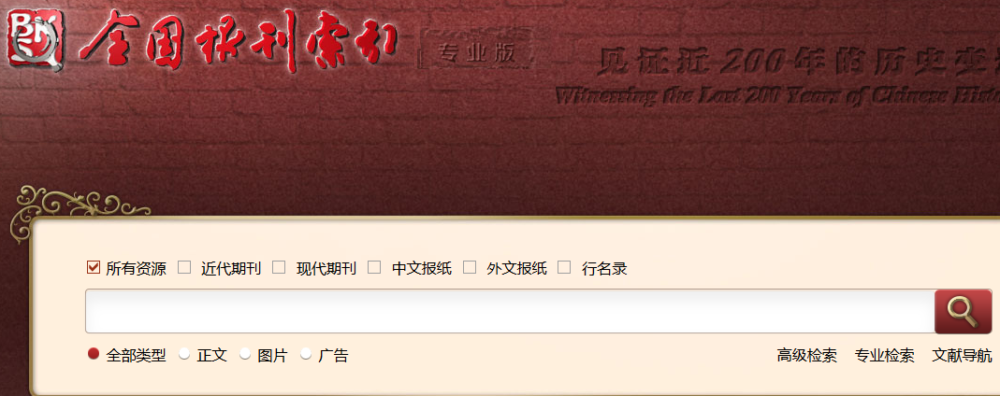 全国报刊索引 专业版
见证近200年的历史变
Witnessing the Last 200 Years of Chinese Histo
所有资源 近代期刊 现代期刊 中文报纸 外文报纸 行名录
全部类型 正文 图片 广告 高级检索 专业检索 文献导航